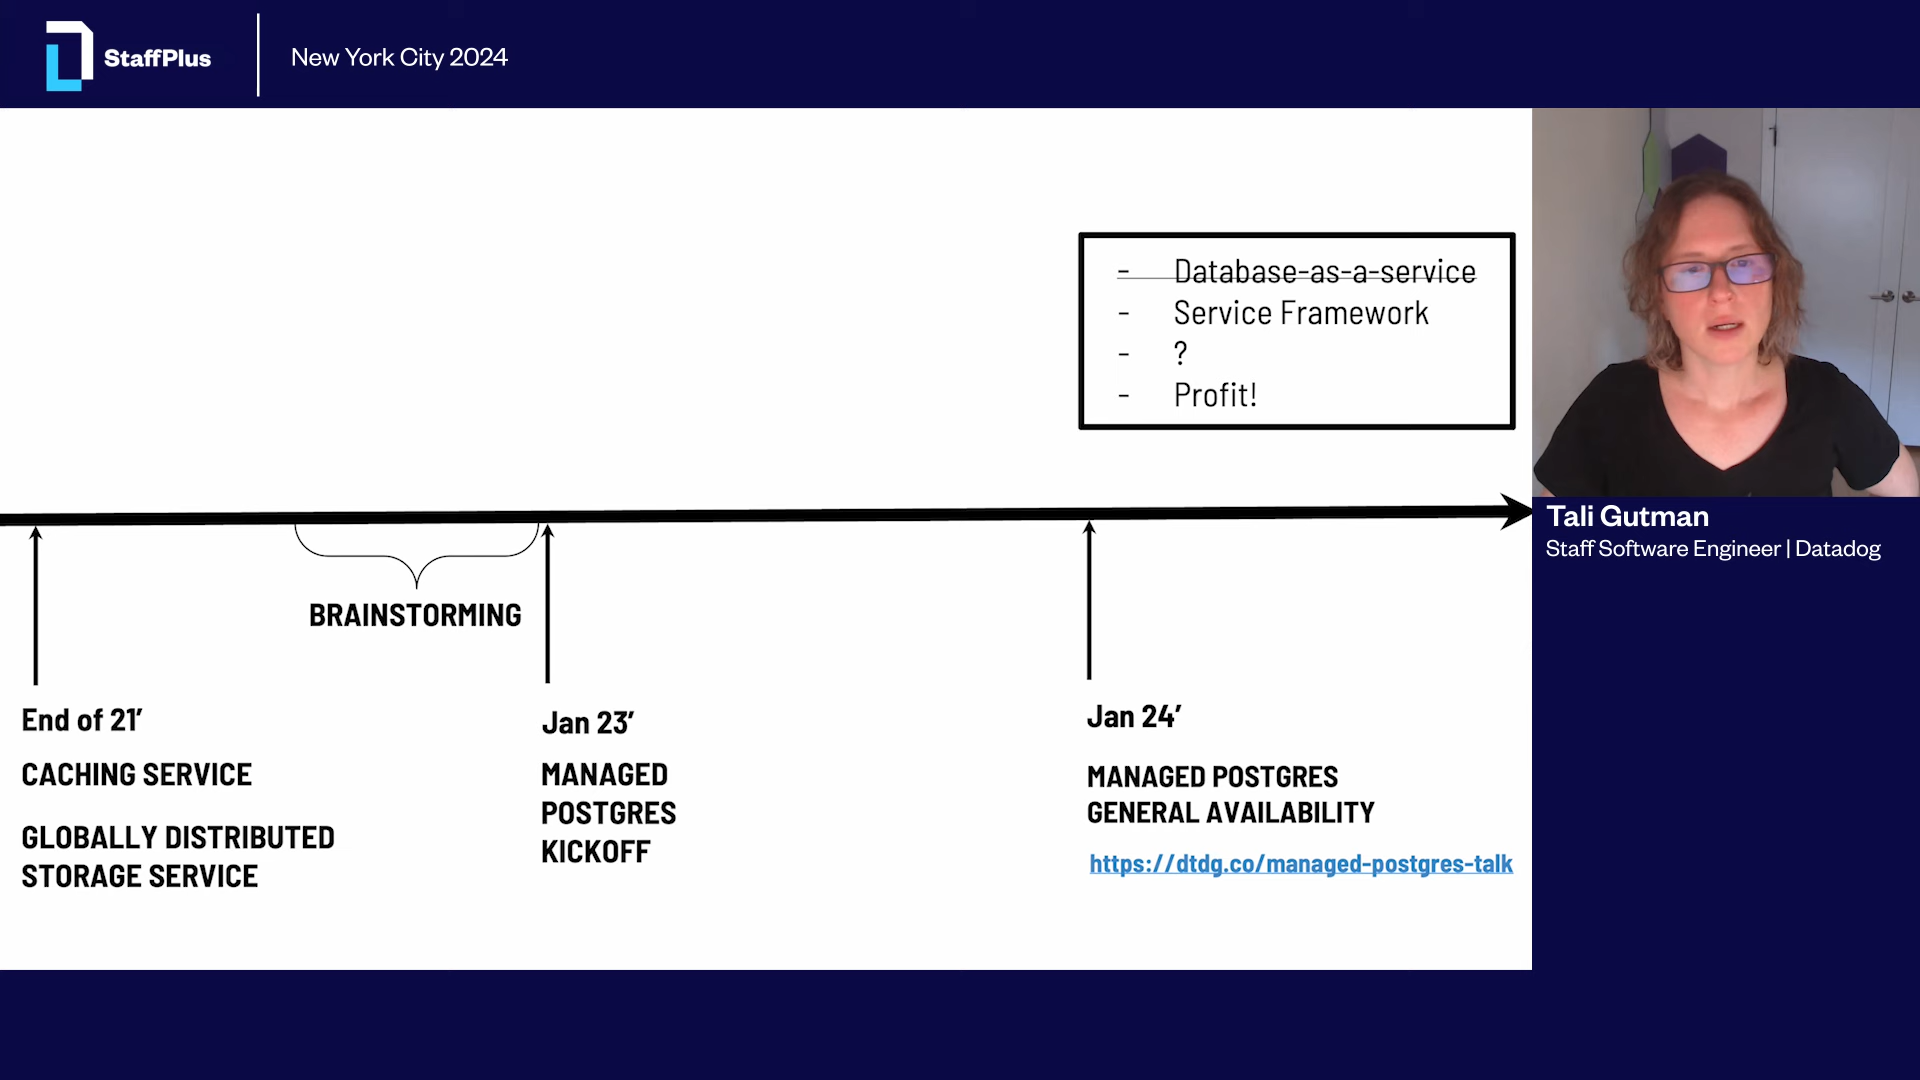 StaffPlus
New York City 2024
- Database-as-a-service
- Service Framework
- ?
- Profit!
Tali Gutman
Staff Software Engineer | Datadog
BRAINSTORMING
End of 21’
CACHING SERVICE
GLOBALLY DISTRIBUTED
STORAGE SERVICE
Jan 23’
MANAGED
POSTGRES
KICKOFF
Jan 24’
MANAGED POSTGRES
GENERAL AVAILABILITY
https://dtdg.co/managed-postgres-talk